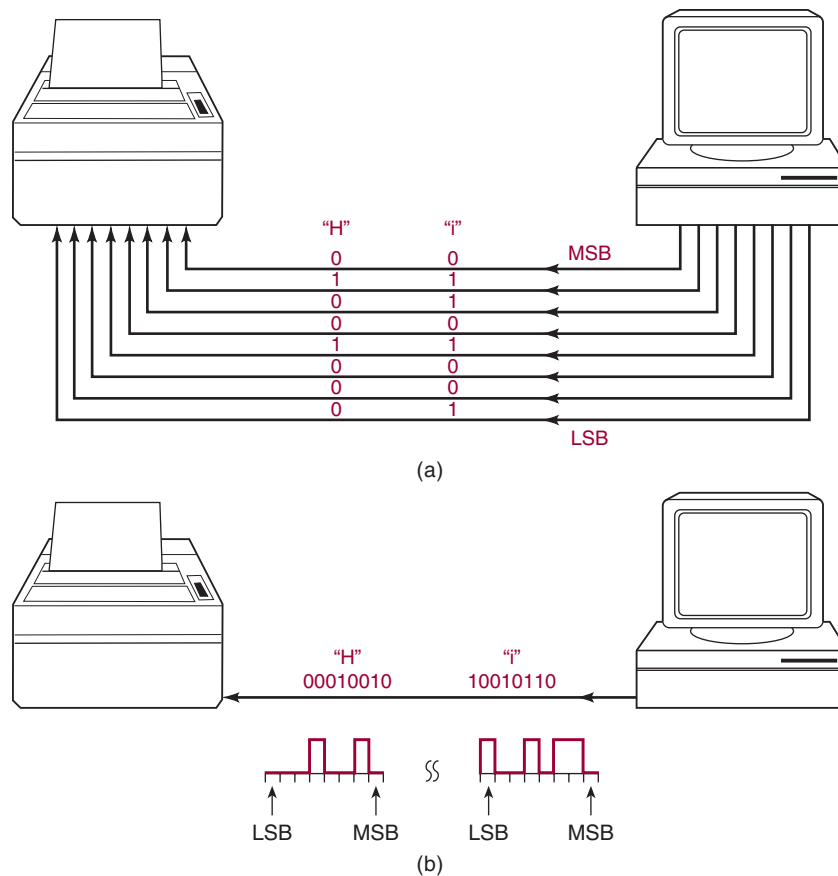 “H” “i”
0 0 MSB
1 1
0 1
0 0
1 1
0 0
0 0
0 1
LSB
(a)
“H” “i”
00010010 10010110
LSB MSB LSB MSB
(b)